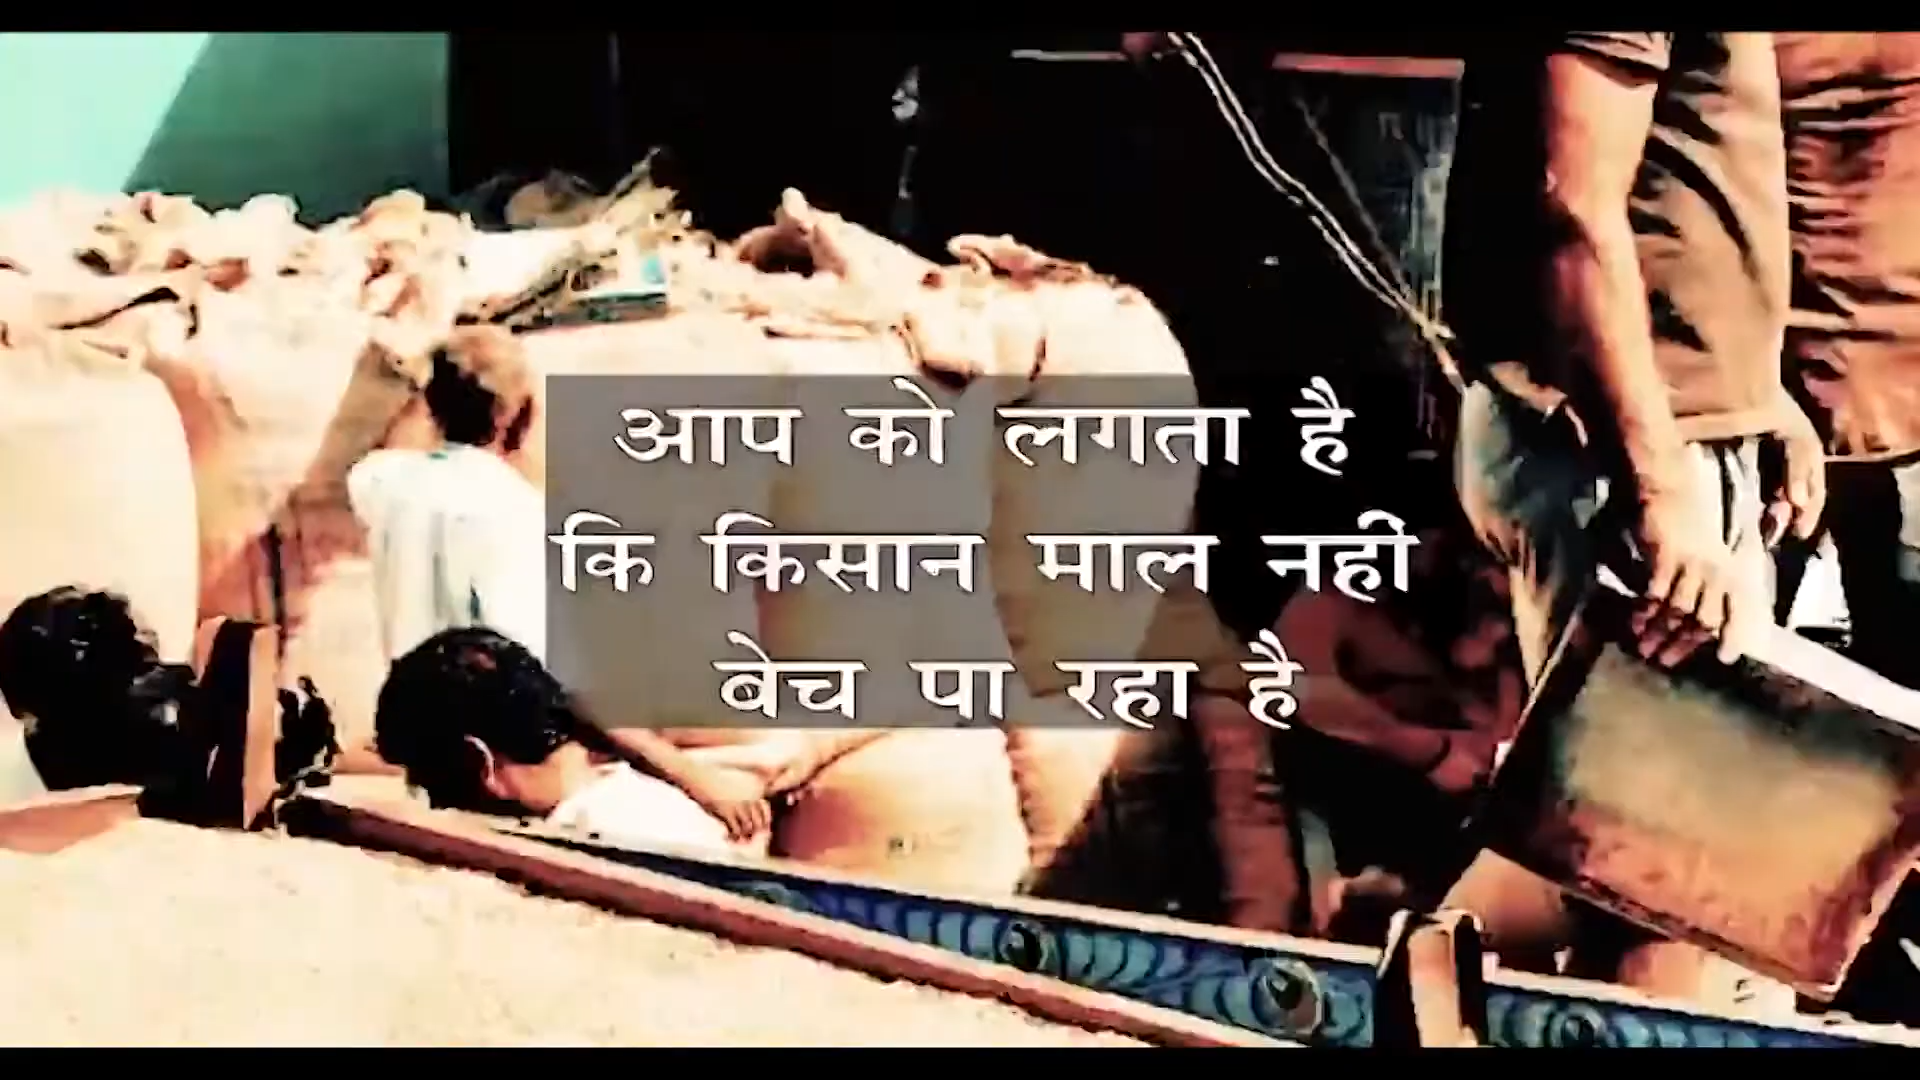 आप को लगता है
कि किसान माल नही
बेच पा रहा है